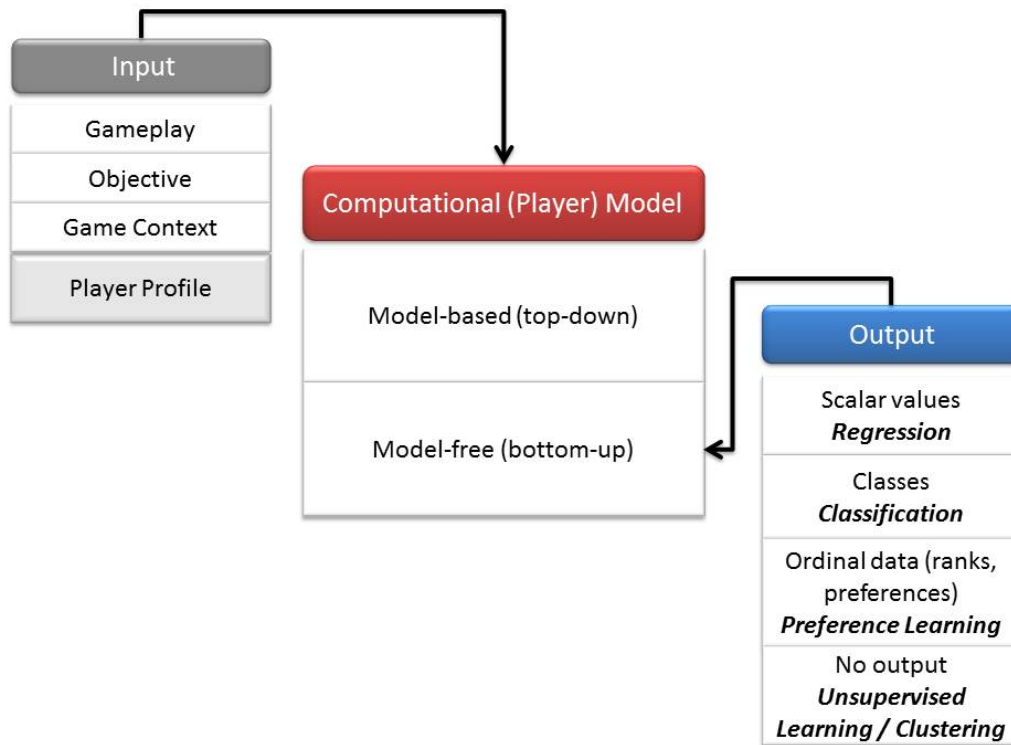 Input
Gameplay
Objective
Game Context
Player Profile
Computational (Player) Model
Model-based (top-down)
Model-free (bottom-up)
Output
Scalar values
Regression
Classes
Classification
Ordinal data (ranks,
preferences)
Preference Learning
No output
Unsupervised
Learning / Clustering